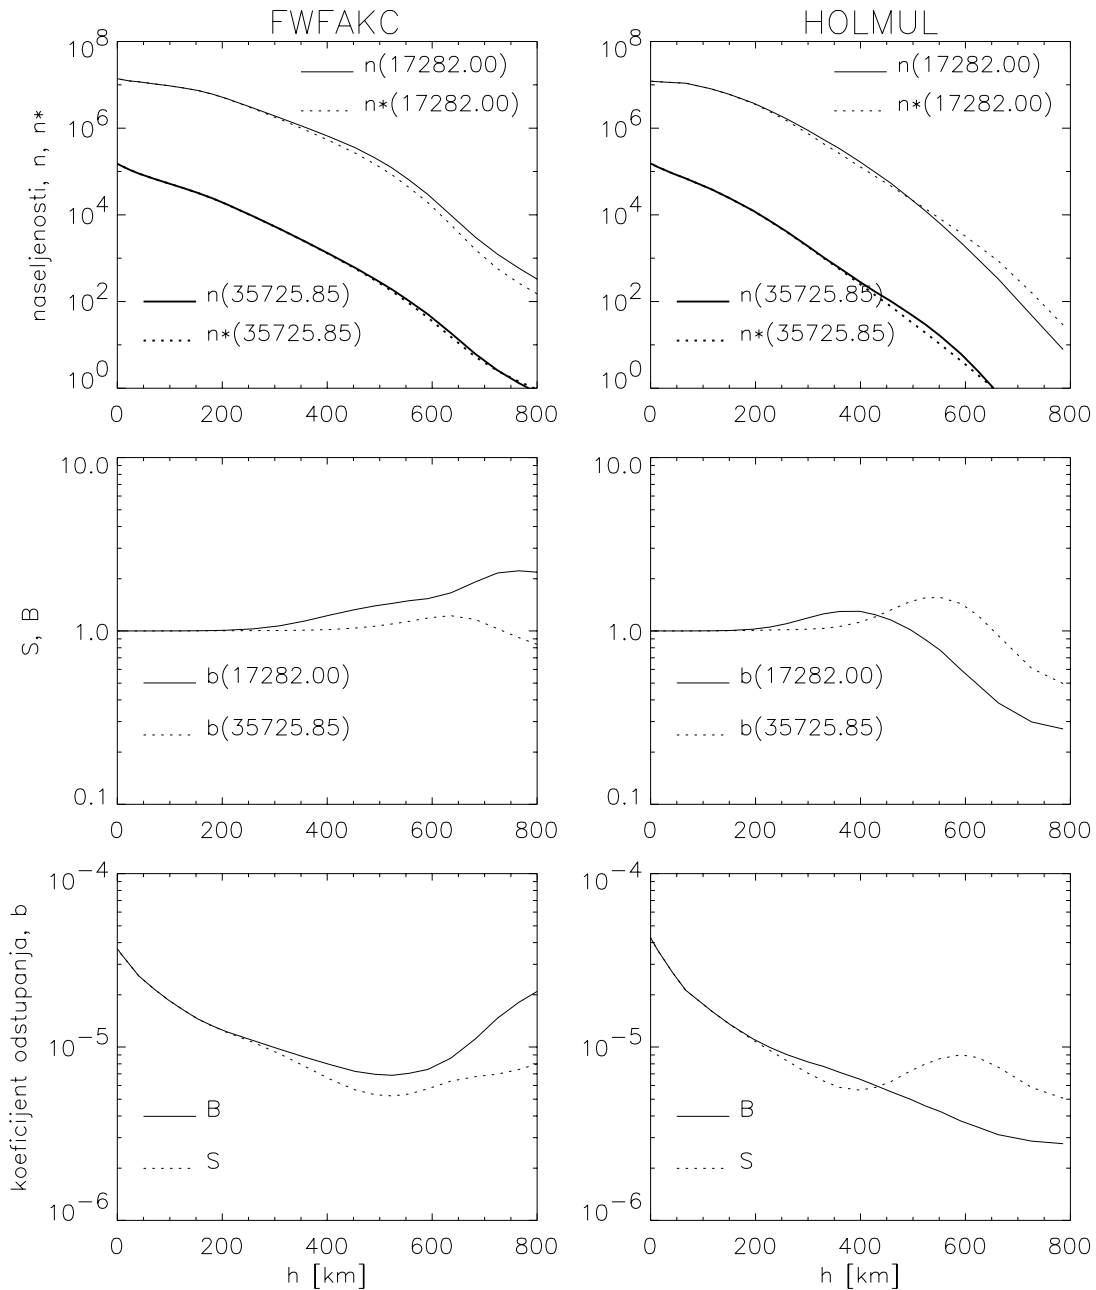 FWFAKC
HOLMUL
naseljenosti, n, n*
10^8
10^6
10^4
10^2
10^0
n(17282.00)
n*(17282.00)
n(35725.85)
n*(35725.85)
0 200 400 600 800
10^8
10^6
10^4
10^2
10^0
n(17282.00)
n*(17282.00)
n(35725.85)
n*(35725.85)
0 200 400 600 800
S, B
10.0
1.0
0.1
b(17282.00)
b(35725.85)
0 200 400 600 800
10.0
1.0
0.1
b(17282.00)
b(35725.85)
0 200 400 600 800
koeficijent odstupanja, b
10^-4
10^-5
10^-6
B
S
0 200 400 600 800
h [km]
10^-4
10^-5
10^-6
B
S
0 200 400 600 800
h [km]